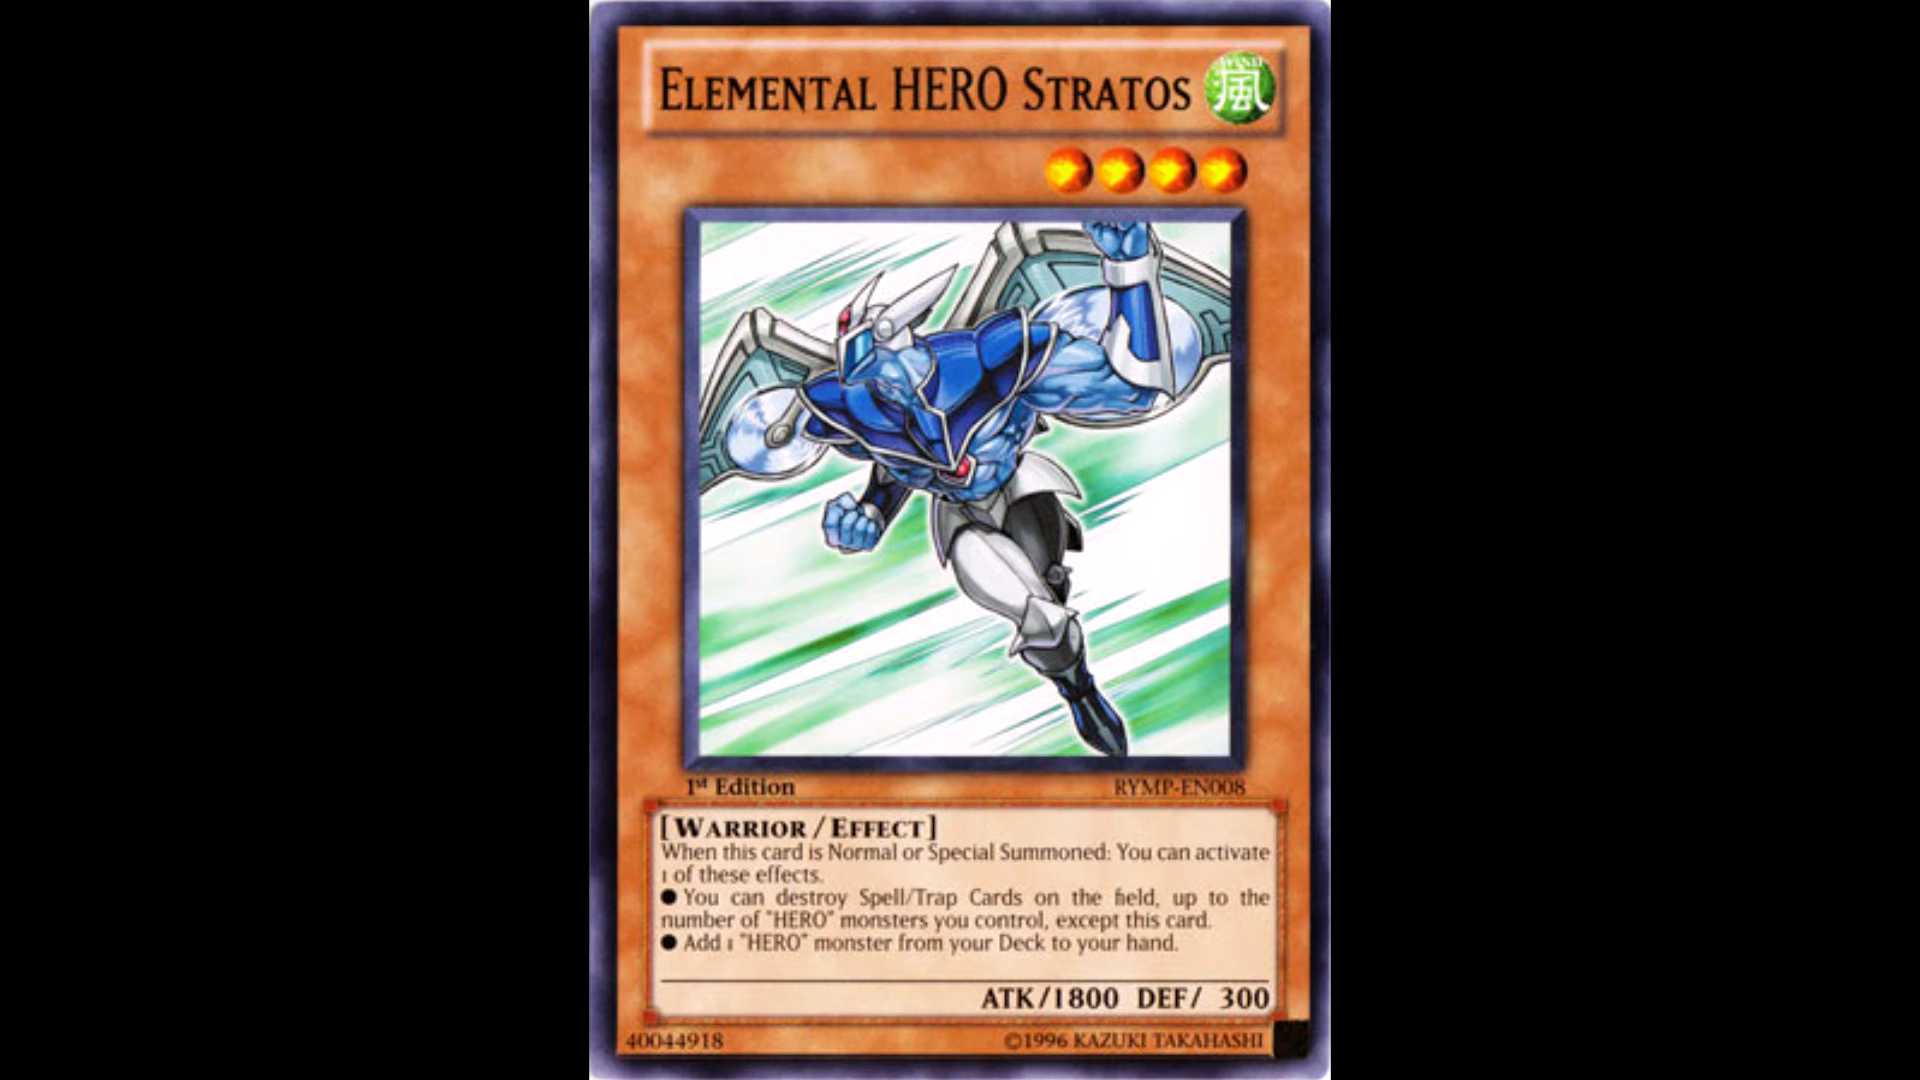 Elemental HERO Stratos
WIND
風
1st Edition
RYMP-EN008
[Warrior/Effect]
When this card is Normal or Special Summoned: You can activate
1 of these effects.
● You can destroy Spell/Trap Cards on the field, up to the
number of "HERO" monsters you control, except this card.
● Add 1 "HERO" monster from your Deck to your hand.
ATK/1800 DEF/ 300
40044918
©1996 KAZUKI TAKAHASHI